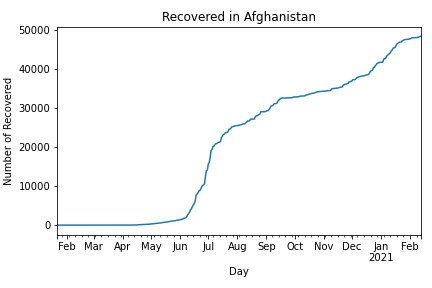 Recovered in Afghanistan
Number of Recovered
50000
40000
30000
20000
10000
0
Feb Mar Apr May Jun Jul Aug Sep Oct Nov Dec Jan Feb
2021
Day